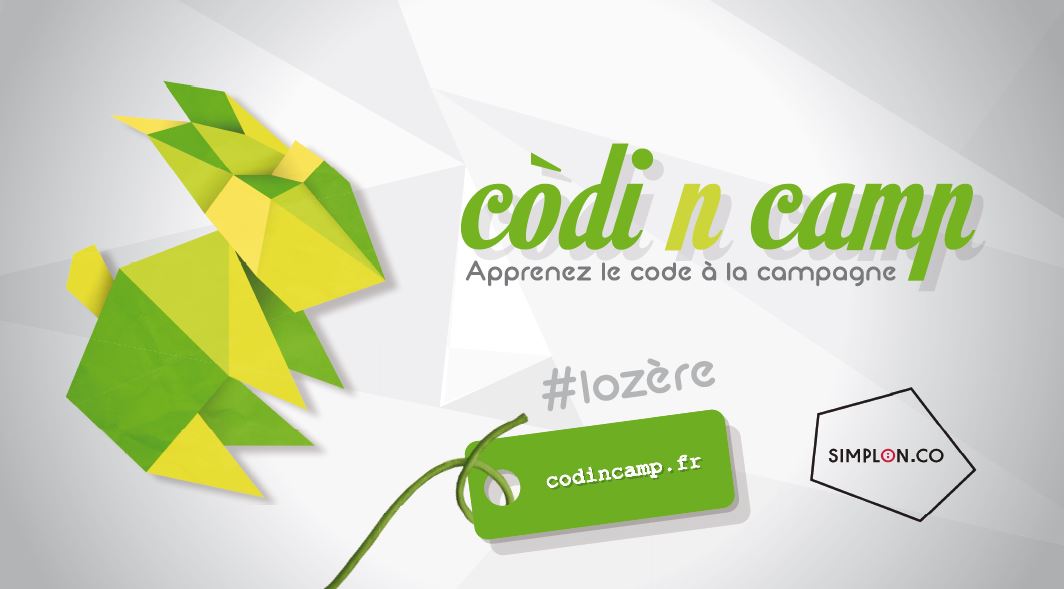 còdi n camp
Apprenez le code à la campagne
#lozère
codincamp.fr
SIMPLON.CO